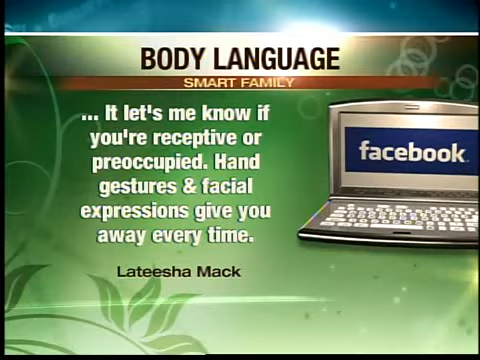 BODY LANGUAGE
SMART FAMILY
... It let's me know if
you're receptive or
preoccupied. Hand
gestures & facial
expressions give you
away every time.
Lateesha Mack
facebook